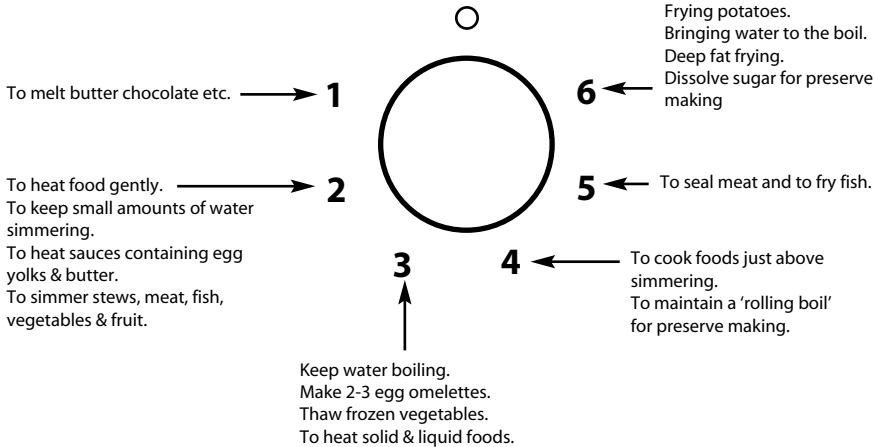 To melt butter chocolate etc.
1
To heat food gently.
To keep small amounts of water
simmering.
To heat sauces containing egg
yolks & butter.
To simmer stews, meat, fish,
vegetables & fruit.
2
3
Keep water boiling.
Make 2-3 egg omelettes.
Thaw frozen vegetables.
To heat solid & liquid foods.
4
To cook foods just above
simmering.
To maintain a ‘rolling boil’
for preserve making.
5
To seal meat and to fry fish.
6
Frying potatoes.
Bringing water to the boil.
Deep fat frying.
Dissolve sugar for preserve
making